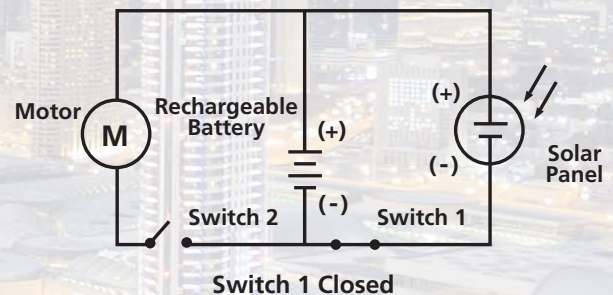 Motor
M
Rechargeable
Battery
(+)
(-)
(+)
(-)
Solar
Panel
Switch 2
Switch 1
Switch 1 Closed